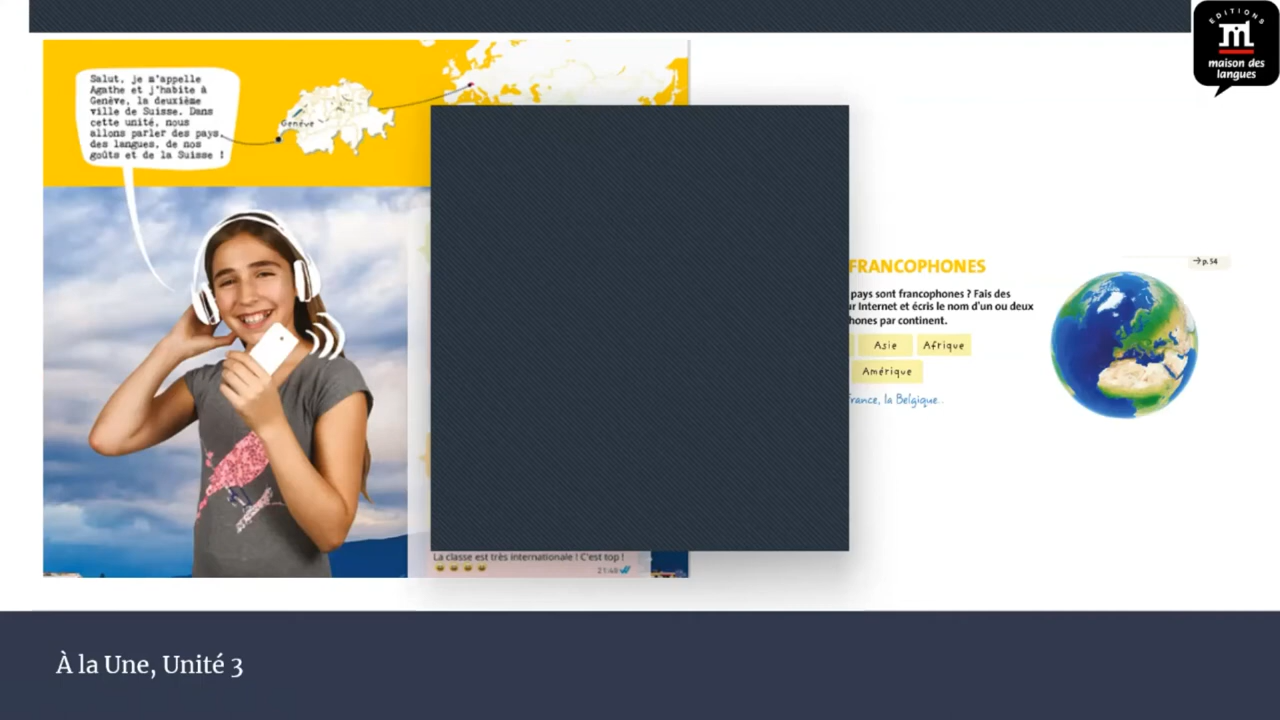 EDITIONS
maison des
langues
Salut, je m'appelle
Agathe et j'habite à
Genève, la deuxième
ville de Suisse. Dans
cette unité, nous
allons parler des pays,
des langues, de nos
goûts et de la Suisse !
Genève
FRANCOPHONES
→ p. 54
pays sont francophones ? Fais des
Internet et écris le nom d'un ou deux
par continent.
Asie
Afrique
Amérique
la Belgique..
La classe est très internationale ! C'est top !
21:48
À la Une, Unité 3